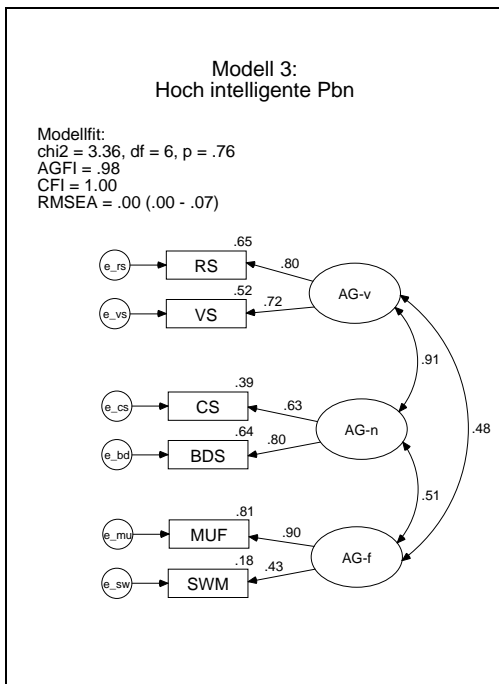 Modell 3:
Hoch intelligente Pbn
Modellfit:
chi2 = 3.36, df = 6, p = .76
AGFI = .98
CFI = 1.00
RMSEA = .00 (.00 - .07)
.65
e_rs
RS
.80
.52
e_vs
VS
.72
AG-v
.91
.39
e_cs
CS
.63
.64
e_bd
BDS
.80
AG-n
.48
.51
.81
e_mu
MUF
.90
.18
e_sw
SWM
.43
AG-f